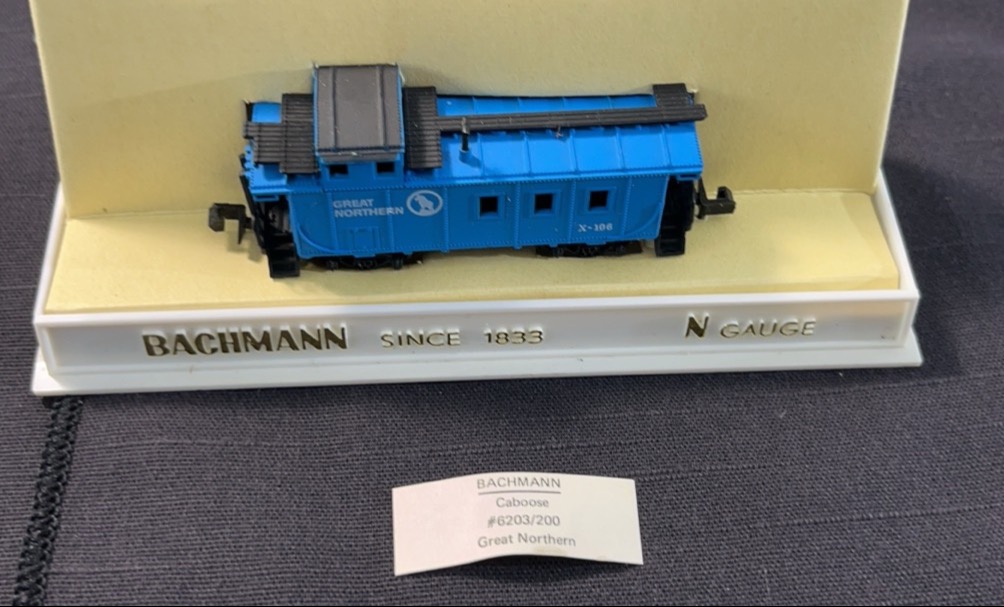 GREAT
NORTHERN
X-106
BACHMANN SINCE 1833 N GAUGE
BACHMANN
Caboose
#6203/200
Great Northern